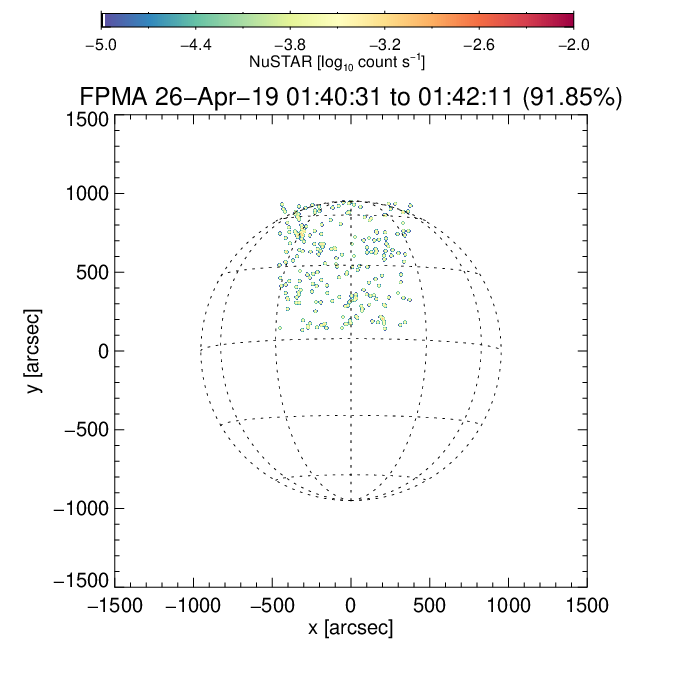 −5.0 −4.4 −3.8 −3.2 −2.6 −2.0
NuSTAR [log₁₀ count s⁻¹]
FPMA 26−Apr−19 01:40:31 to 01:42:11 (91.85%)
1500
1000
500
0
−500
−1000
−1500
y [arcsec]
−1500 −1000 −500 0 500 1000 1500
x [arcsec]